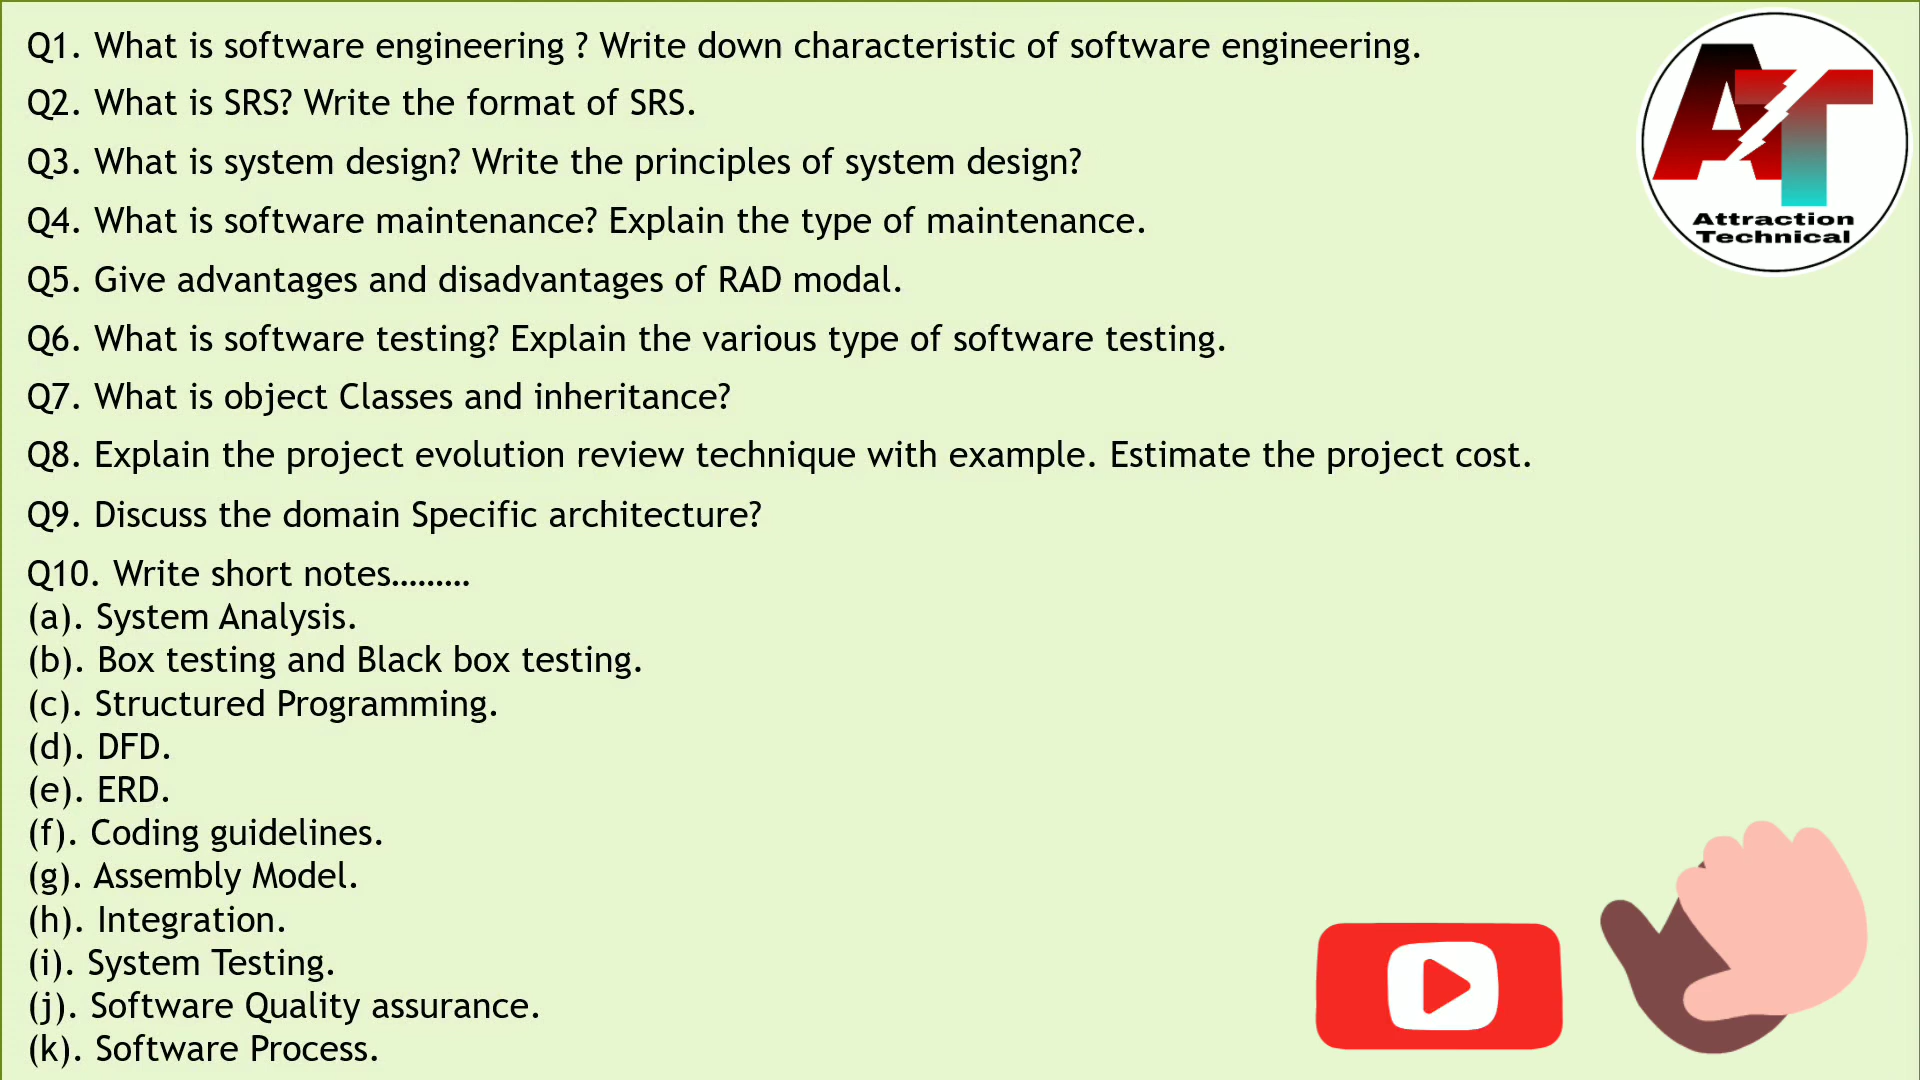 Q1. What is software engineering ? Write down characteristic of software engineering.
Q2. What is SRS? Write the format of SRS.
Q3. What is system design? Write the principles of system design?
Q4. What is software maintenance? Explain the type of maintenance.
Q5. Give advantages and disadvantages of RAD modal.
Q6. What is software testing? Explain the various type of software testing.
Q7. What is object Classes and inheritance?
Q8. Explain the project evolution review technique with example. Estimate the project cost.
Q9. Discuss the domain Specific architecture?
Q10. Write short notes.........
(a). System Analysis.
(b). Box testing and Black box testing.
(c). Structured Programming.
(d). DFD.
(e). ERD.
(f). Coding guidelines.
(g). Assembly Model.
(h). Integration.
(i). System Testing.
(j). Software Quality assurance.
(k). Software Process.
AT
Attraction
Technical